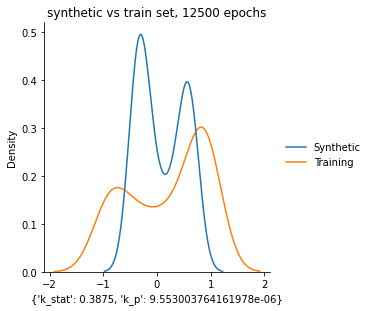 synthetic vs train set, 12500 epochs
0.5
0.4
0.3
0.2
0.1
0.0
Density
Synthetic
Training
−2 −1 0 1 2
{'k_stat': 0.3875, 'k_p': 9.553003764161978e-06}